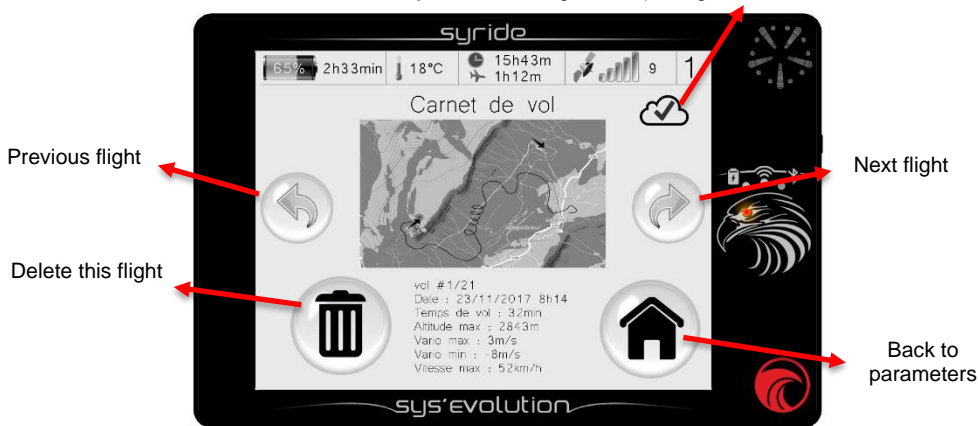 syride
65% 2h33min 18°C 15h43m 9 1
1h12m
Carnet de vol
Previous flight
Next flight
Delete this flight
vol #1/21
Date : 23/11/2017 8h14
Temps de vol : 32min
Altitude max : 2843m
Vario max : 3m/s
Vario min : -8m/s
Vitesse max : 52km/h
Back to
parameters
sys'evolution